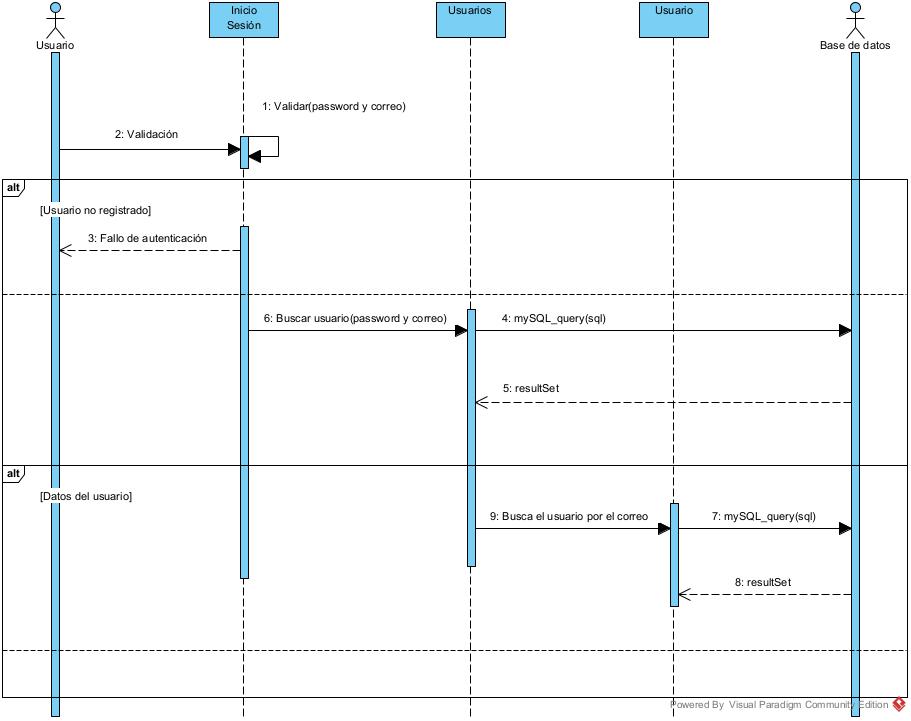 Inicio
Sesión
Usuarios
Usuario
Usuario
Base de datos
1: Validar(password y correo)
2: Validación
alt
[Usuario no registrado]
3: Fallo de autenticación
6: Buscar usuario(password y correo)
4: mySQL_query(sql)
5: resultSet
alt
[Datos del usuario]
9: Busca el usuario por el correo
7: mySQL_query(sql)
8: resultSet
Powered By Visual Paradigm Community Edition